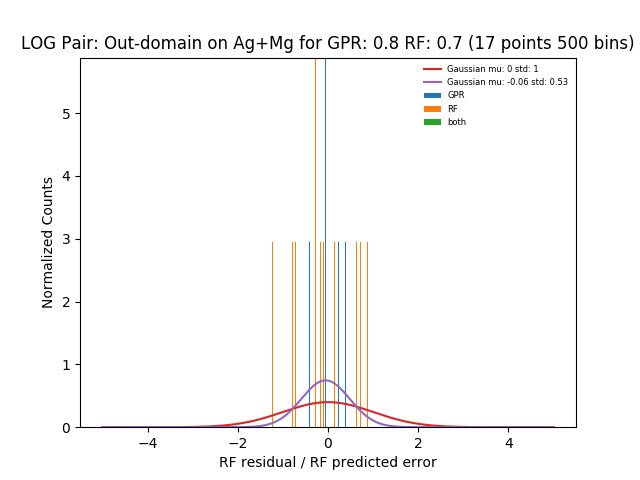 LOG Pair: Out-domain on Ag+Mg for GPR: 0.8 RF: 0.7 (17 points 500 bins)
Gaussian mu: 0 std: 1
Gaussian mu: -0.06 std: 0.53
GPR
RF
both
Normalized Counts
5
4
3
2
1
0
−4
−2
0
2
4
RF residual / RF predicted error